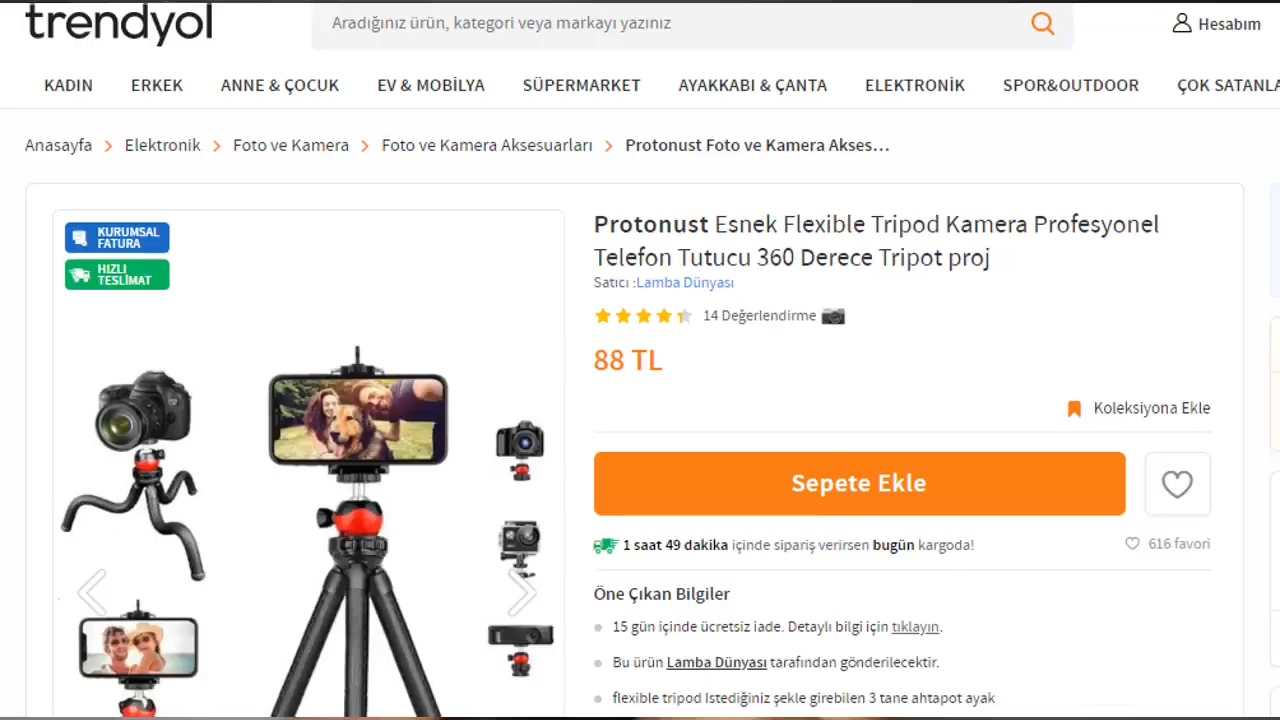 trendyol
Aradığınız ürün, kategori veya markayı yazınız
Hesabım
KADIN ERKEK ANNE & ÇOCUK EV & MOBİLYA SÜPERMARKET AYAKKABI & ÇANTA ELEKTRONİK SPOR&OUTDOOR ÇOK SATANLA
Anasayfa > Elektronik > Foto ve Kamera > Foto ve Kamera Aksesuarları > Protonust Foto ve Kamera Akses...
KURUMSAL
FATURA
HIZLI
TESLİMAT
Protonust Esnek Flexible Tripod Kamera Profesyonel
Telefon Tutucu 360 Derece Tripot proj
Satıcı :Lamba Dünyası
14 Değerlendirme
88 TL
Koleksiyona Ekle
Sepete Ekle
1 saat 49 dakika içinde sipariş verirsen bugün kargoda!
616 favori
Öne Çıkan Bilgiler
15 gün içinde ücretsiz iade. Detaylı bilgi için tıklayın.
Bu ürün Lamba Dünyası tarafından gönderilecektir.
flexible tripod Istediğiniz şekle girebilen 3 tane ahtapot ayak